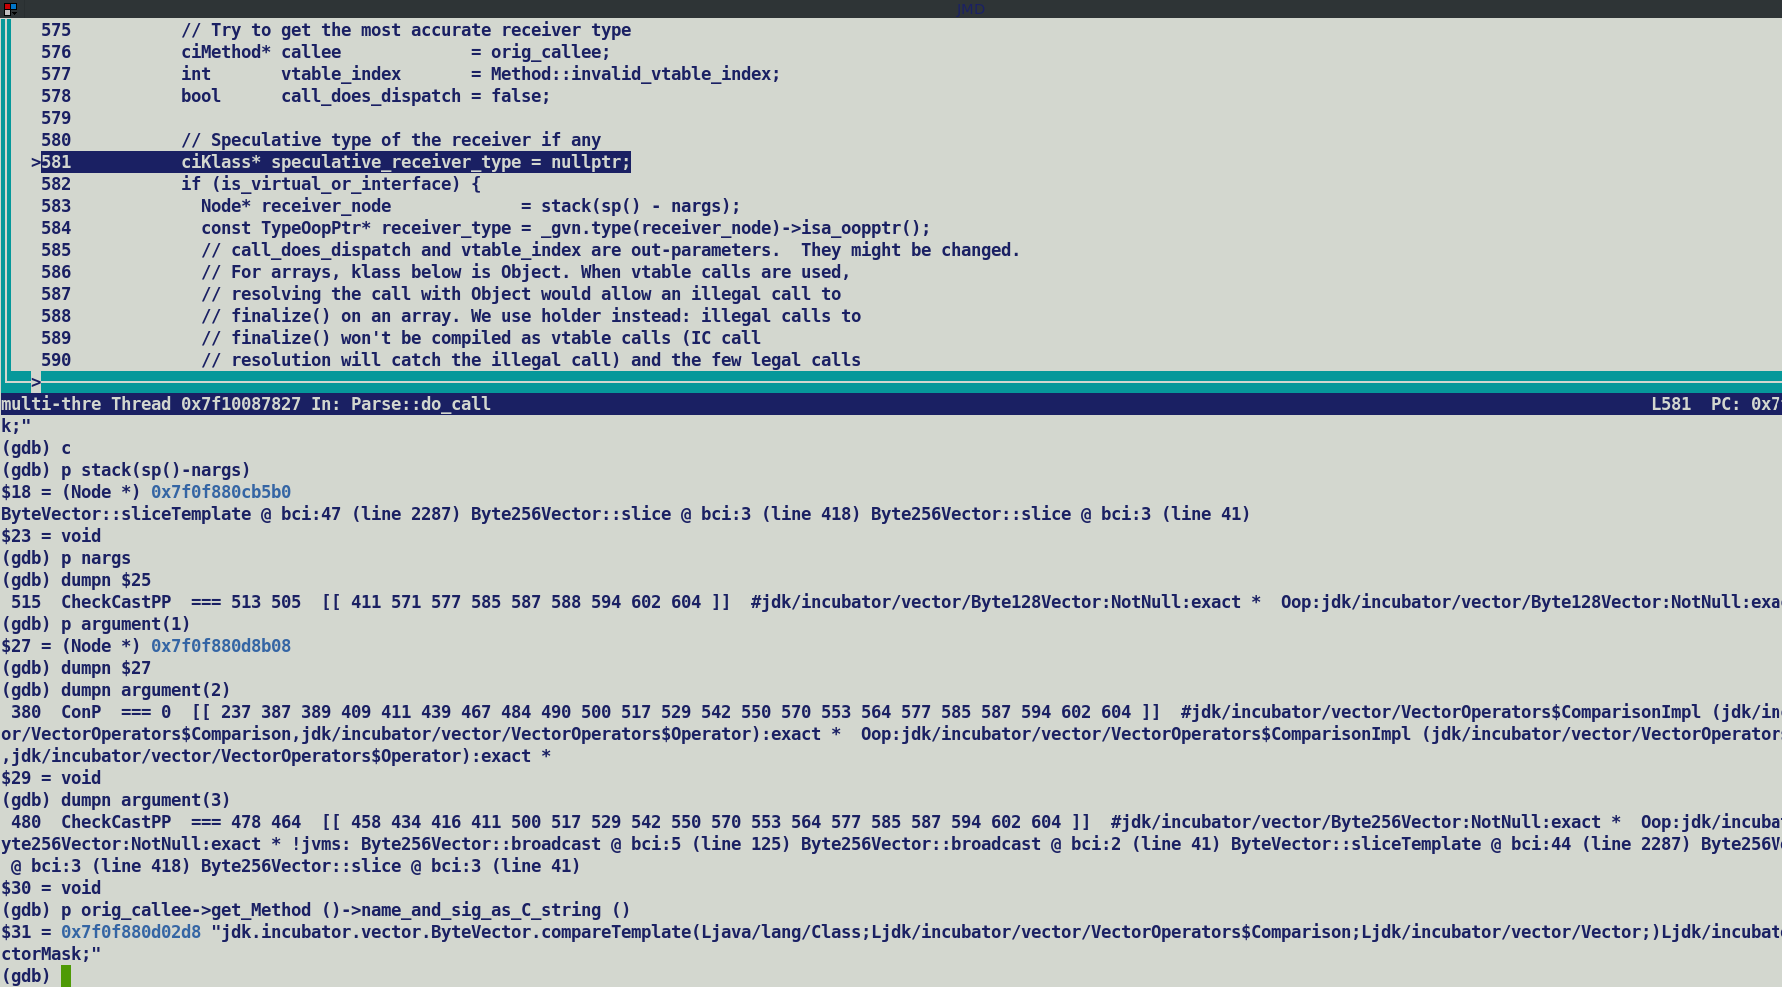 JMD
575           // Try to get the most accurate receiver type
576           ciMethod* callee             = orig_callee;
577           int       vtable_index       = Method::invalid_vtable_index;
578           bool      call_does_dispatch = false;
579
580           // Speculative type of the receiver if any
>581           ciKlass* speculative_receiver_type = nullptr;
582           if (is_virtual_or_interface) {
583             Node* receiver_node             = stack(sp() - nargs);
584             const TypeOopPtr* receiver_type = _gvn.type(receiver_node)->isa_oopptr();
585             // call_does_dispatch and vtable_index are out-parameters.  They might be changed.
586             // For arrays, klass below is Object. When vtable calls are used,
587             // resolving the call with Object would allow an illegal call to
588             // finalize() on an array. We use holder instead: illegal calls to
589             // finalize() won't be compiled as vtable calls (IC call
590             // resolution will catch the illegal call) and the few legal calls
>
multi-thre Thread 0x7f10087827 In: Parse::do_call                    L581  PC: 0x7
k;"
(gdb) c
(gdb) p stack(sp()-nargs)
$18 = (Node *) 0x7f0f880cb5b0
ByteVector::sliceTemplate @ bci:47 (line 2287) Byte256Vector::slice @ bci:3 (line 418) Byte256Vector::slice @ bci:3 (line 41)
$23 = void
(gdb) p nargs
(gdb) dumpn $25
 515  CheckCastPP  === 513 505  [[ 411 571 577 585 587 588 594 602 604 ]]  #jdk/incubator/vector/Byte128Vector:NotNull:exact *  Oop:jdk/incubator/vector/Byte128Vector:NotNull:exa
(gdb) p argument(1)
$27 = (Node *) 0x7f0f880d8b08
(gdb) dumpn $27
(gdb) dumpn argument(2)
 380  ConP  === 0  [[ 237 387 389 409 411 439 467 484 490 500 517 529 542 550 570 553 564 577 585 587 594 602 604 ]]  #jdk/incubator/vector/VectorOperators$ComparisonImpl (jdk/in
or/VectorOperators$Comparison,jdk/incubator/vector/VectorOperators$Operator):exact *  Oop:jdk/incubator/vector/VectorOperators$ComparisonImpl (jdk/incubator/vector/VectorOperators
,jdk/incubator/vector/VectorOperators$Operator):exact *
$29 = void
(gdb) dumpn argument(3)
 480  CheckCastPP  === 478 464  [[ 458 434 416 411 500 517 529 542 550 570 553 564 577 585 587 594 602 604 ]]  #jdk/incubator/vector/Byte256Vector:NotNull:exact *  Oop:jdk/incuba
yte256Vector:NotNull:exact * !jvms: Byte256Vector::broadcast @ bci:5 (line 125) Byte256Vector::broadcast @ bci:2 (line 41) ByteVector::sliceTemplate @ bci:44 (line 2287) Byte256V
 @ bci:3 (line 418) Byte256Vector::slice @ bci:3 (line 41)
$30 = void
(gdb) p orig_callee->get_Method ()->name_and_sig_as_C_string ()
$31 = 0x7f0f880d02d8 "jdk.incubator.vector.ByteVector.compareTemplate(Ljava/lang/Class;Ljdk/incubator/vector/VectorOperators$Comparison;Ljdk/incubator/vector/Vector;)Ljdk/incubat
ctorMask;"
(gdb)